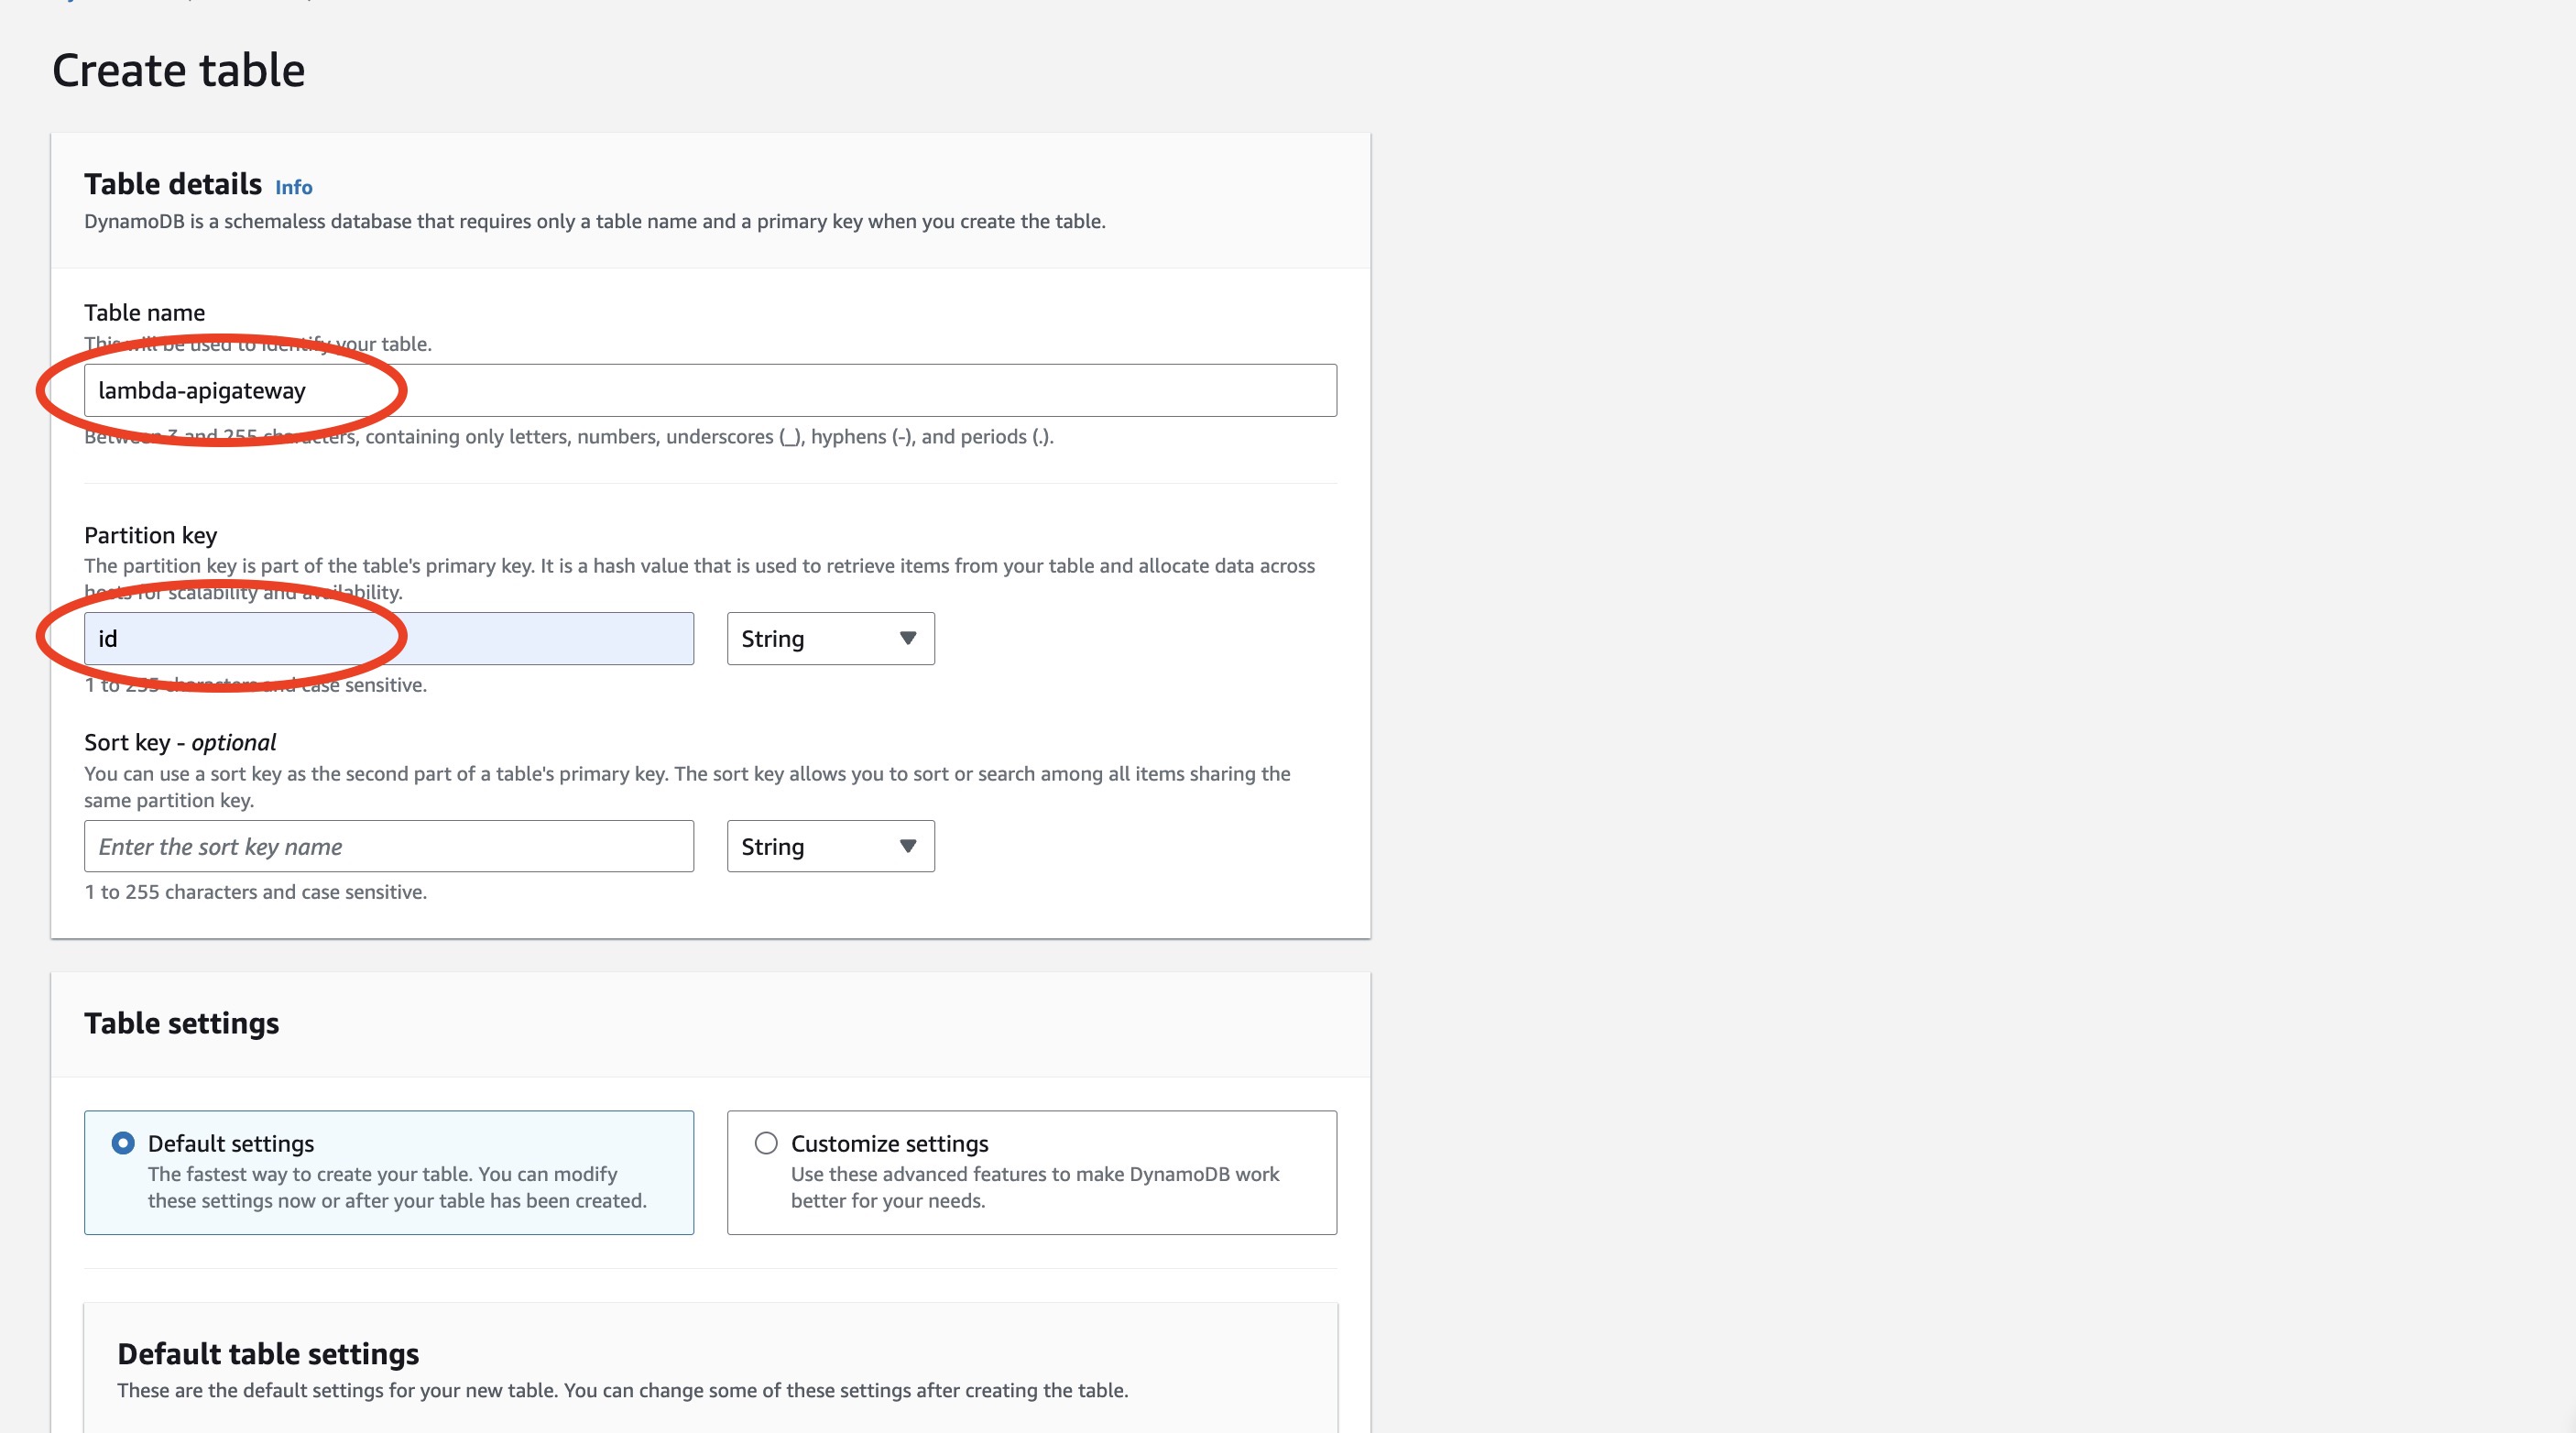 Create table
Table details Info
DynamoDB is a schemaless database that requires only a table name and a primary key when you create the table.
Table name
This will be used to identify your table.
lambda-apigateway
Between 3 and 255 characters, containing only letters, numbers, underscores (_), hyphens (-), and periods (.).
Partition key
The partition key is part of the table's primary key. It is a hash value that is used to retrieve items from your table and allocate data across
hosts for scalability and availability.
id String
1 to 255 characters and case sensitive.
Sort key - optional
You can use a sort key as the second part of a table's primary key. The sort key allows you to sort or search among all items sharing the
same partition key.
Enter the sort key name String
1 to 255 characters and case sensitive.
Table settings
Default settings
The fastest way to create your table. You can modify
these settings now or after your table has been created.
Customize settings
Use these advanced features to make DynamoDB work
better for your needs.
Default table settings
These are the default settings for your new table. You can change some of these settings after creating the table.